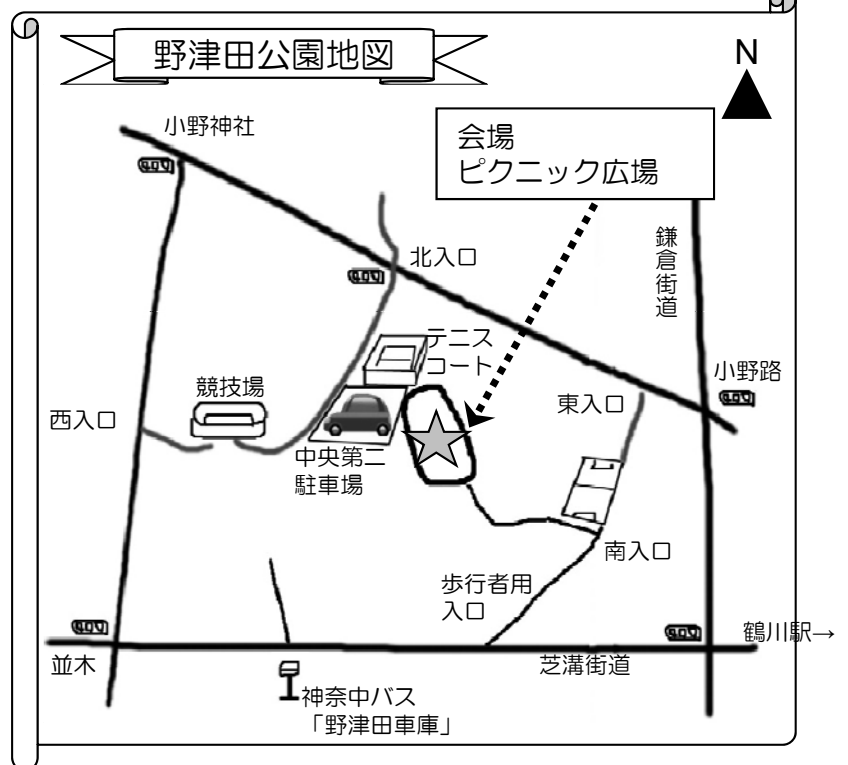 野津田公園地図
N
小野神社
会場
ピクニック広場
鎌倉街道
北入口
テニス
コート
小野路
競技場
東入口
西入口
中央第二
駐車場
南入口
歩行者用
入口
鶴川駅→
並木
芝溝街道
神奈中バス
「野津田車庫」